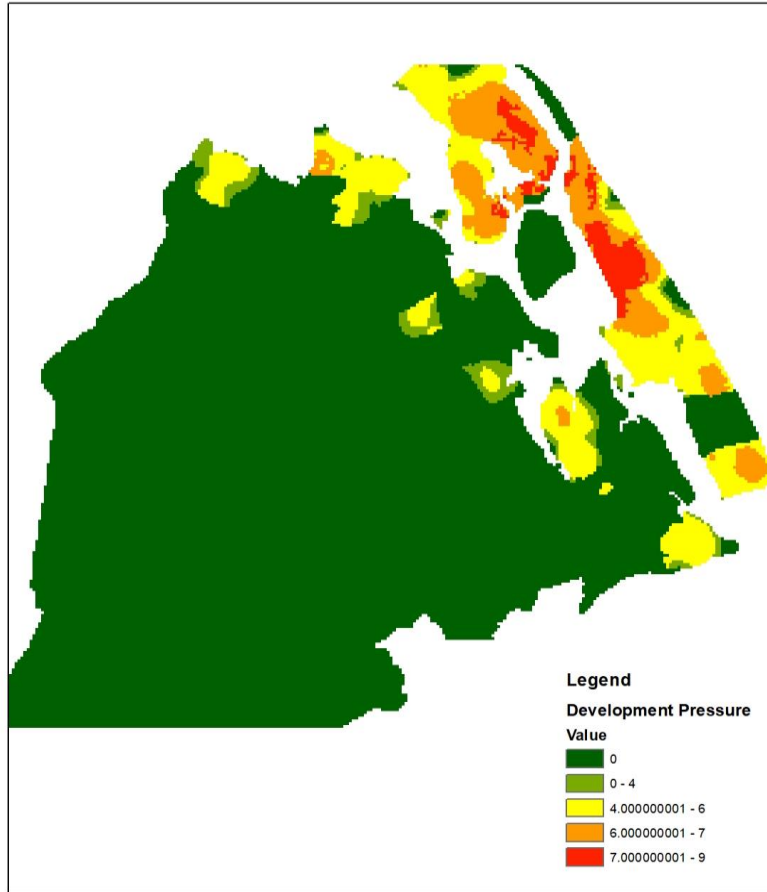 Legend
Development Pressure
Value
0
0 - 4
4.000000001 - 6
6.000000001 - 7
7.000000001 - 9